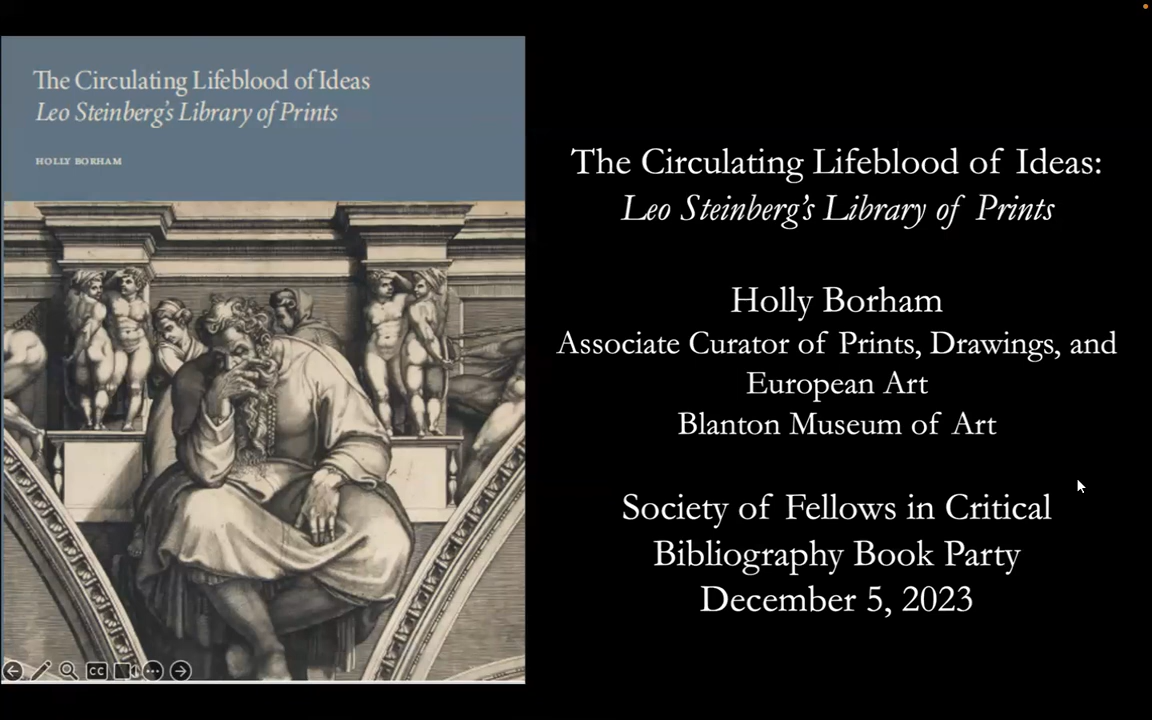 The Circulating Lifeblood of Ideas
Leo Steinberg's Library of Prints
HOLLY BORHAM
The Circulating Lifeblood of Ideas:
Leo Steinberg's Library of Prints
Holly Borham
Associate Curator of Prints, Drawings, and
European Art
Blanton Museum of Art
Society of Fellows in Critical
Bibliography Book Party
December 5, 2023
CC